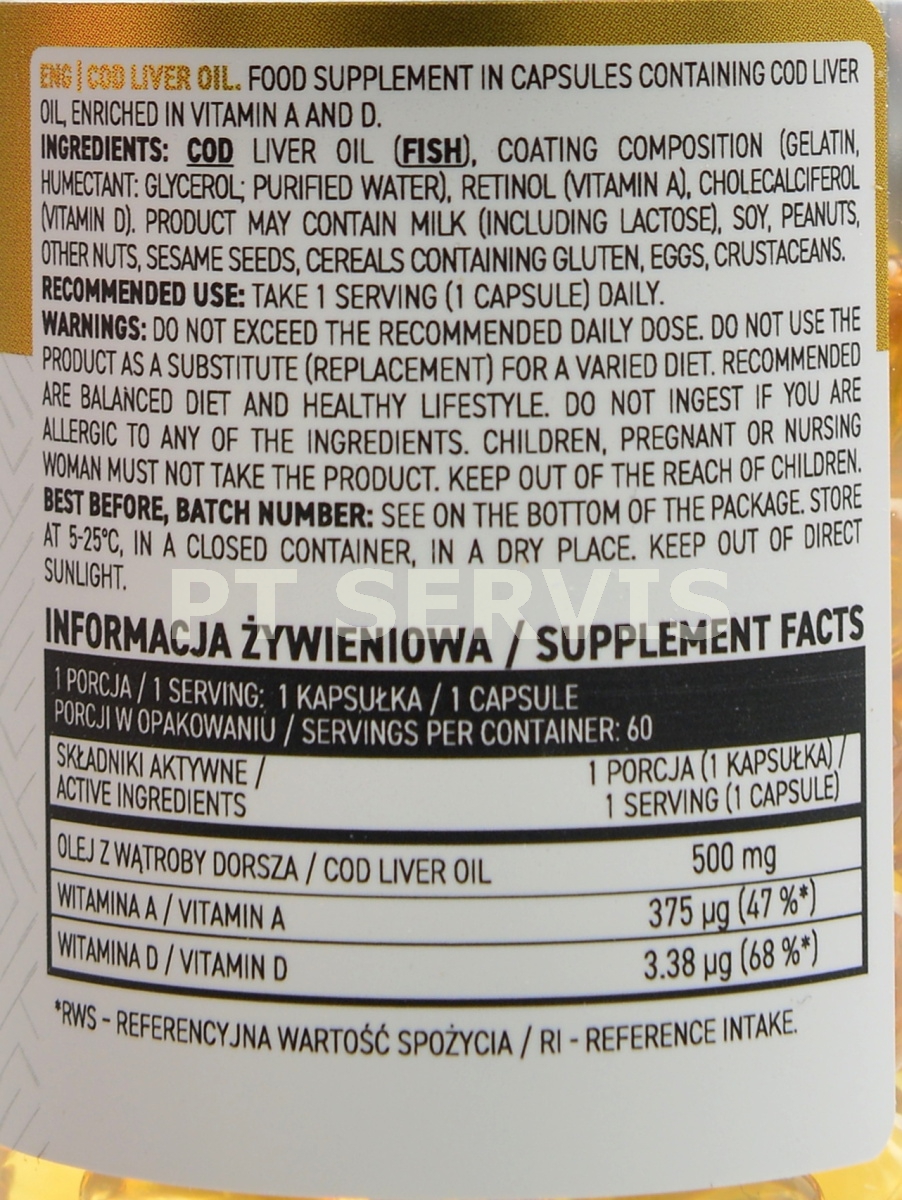 ENG | COD LIVER OIL. FOOD SUPPLEMENT IN CAPSULES CONTAINING COD LIVER
OIL, ENRICHED IN VITAMIN A AND D.
INGREDIENTS: COD LIVER OIL (FISH), COATING COMPOSITION (GELATIN,
HUMECTANT: GLYCEROL; PURIFIED WATER), RETINOL (VITAMIN A), CHOLECALCIFEROL
(VITAMIN D). PRODUCT MAY CONTAIN MILK (INCLUDING LACTOSE), SOY, PEANUTS,
OTHER NUTS, SESAME SEEDS, CEREALS CONTAINING GLUTEN, EGGS, CRUSTACEANS.
RECOMMENDED USE: TAKE 1 SERVING (1 CAPSULE) DAILY.
WARNINGS: DO NOT EXCEED THE RECOMMENDED DAILY DOSE. DO NOT USE THE
PRODUCT AS A SUBSTITUTE (REPLACEMENT) FOR A VARIED DIET. RECOMMENDED
ARE BALANCED DIET AND HEALTHY LIFESTYLE. DO NOT INGEST IF YOU ARE
ALLERGIC TO ANY OF THE INGREDIENTS. CHILDREN, PREGNANT OR NURSING
WOMAN MUST NOT TAKE THE PRODUCT. KEEP OUT OF THE REACH OF CHILDREN.
BEST BEFORE, BATCH NUMBER: SEE ON THE BOTTOM OF THE PACKAGE. STORE
AT 5-25°C, IN A CLOSED CONTAINER, IN A DRY PLACE. KEEP OUT OF DIRECT
SUNLIGHT.
PT SERVIS
INFORMACJA ŻYWIENIOWA / SUPPLEMENT FACTS
1 PORCJA / 1 SERVING: 1 KAPSUŁKA / 1 CAPSULE
PORCJI W OPAKOWANIU / SERVINGS PER CONTAINER: 60
SKŁADNIKI AKTYWNE / 1 PORCJA (1 KAPSUŁKA) /
ACTIVE INGREDIENTS 1 SERVING (1 CAPSULE)
OLEJ Z WĄTROBY DORSZA / COD LIVER OIL 500 mg
WITAMINA A / VITAMIN A 375 µg (47 %*)
WITAMINA D / VITAMIN D 3.38 µg (68 %*)
*RWS - REFERENCYJNA WARTOŚĆ SPOŻYCIA / RI - REFERENCE INTAKE.